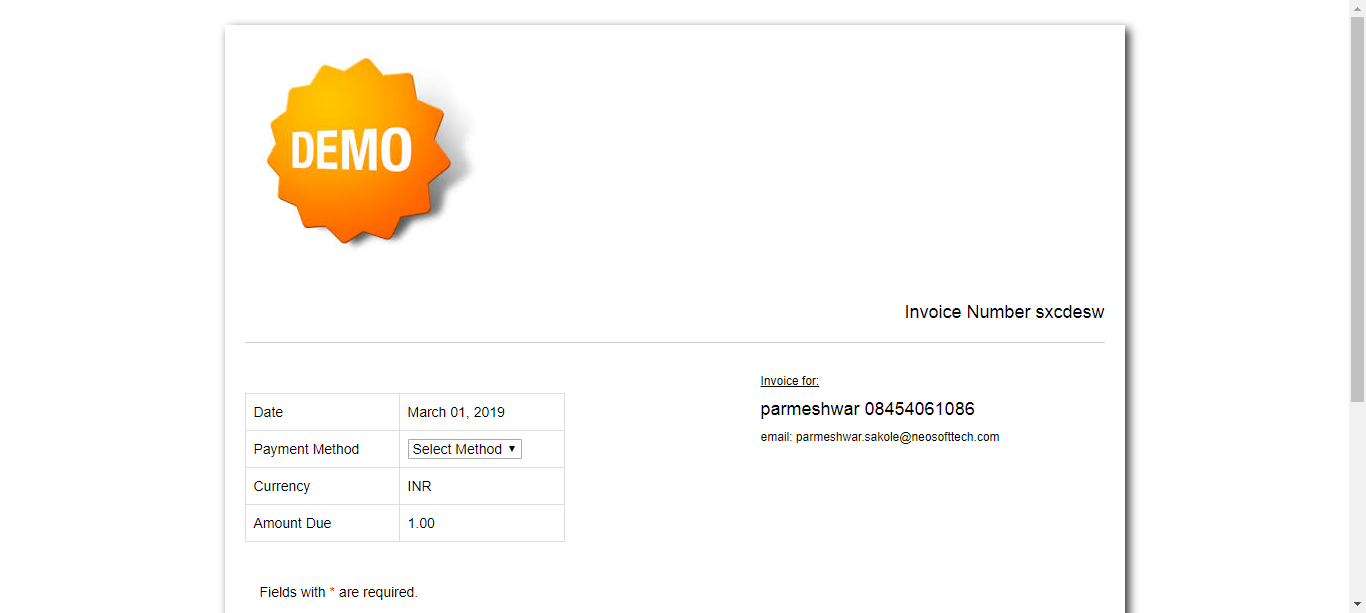 DEMO
Invoice Number sxcdesw
Invoice for:
parmeshwar 08454061086
email: parmeshwar.sakole@neosofttech.com
Date March 01, 2019
Payment Method Select Method
Currency INR
Amount Due 1.00
Fields with * are required.